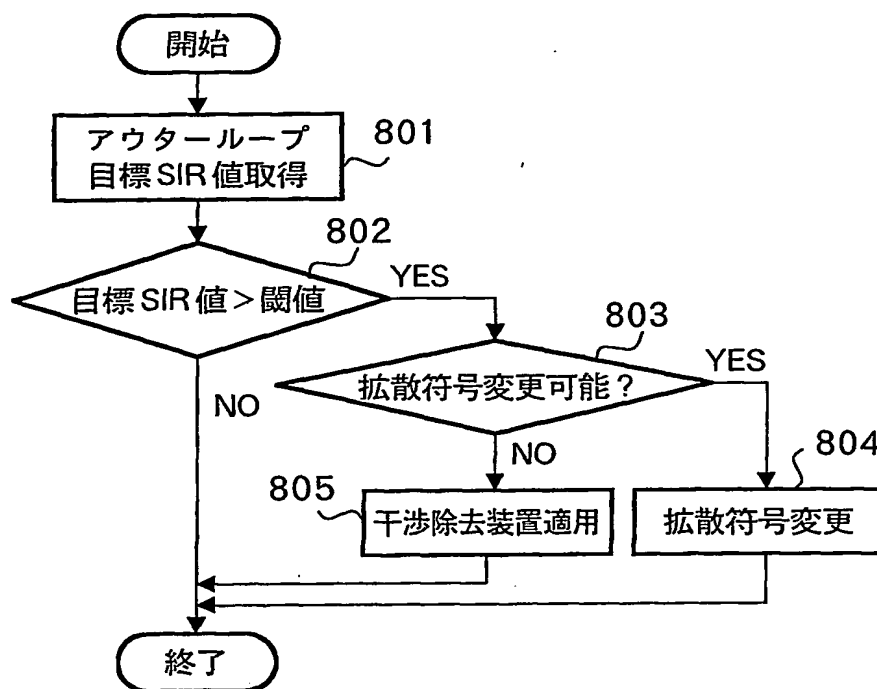 開始
アウターループ
目標SIR値取得
801
802
目標SIR値>閾値
YES
NO
803
拡散符号変更可能?
YES
NO
804
拡散符号変更
805
干渉除去装置適用
終了